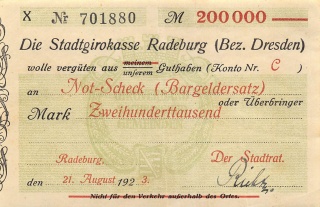 X № 701880 M 200000
Die Stadtgirokasse Radeburg (Bez. Dresden)
wolle vergüten aus meinem unserem Guthaben (Konto Nr. C )
an Not-Scheck (Bargeldersatz) oder Überbringer
Mark Zweihunderttausend
Radeburg. Der Stadtrat.
den 21. August 1923.
Nicht für den Verkehr außerhalb des Ortes.